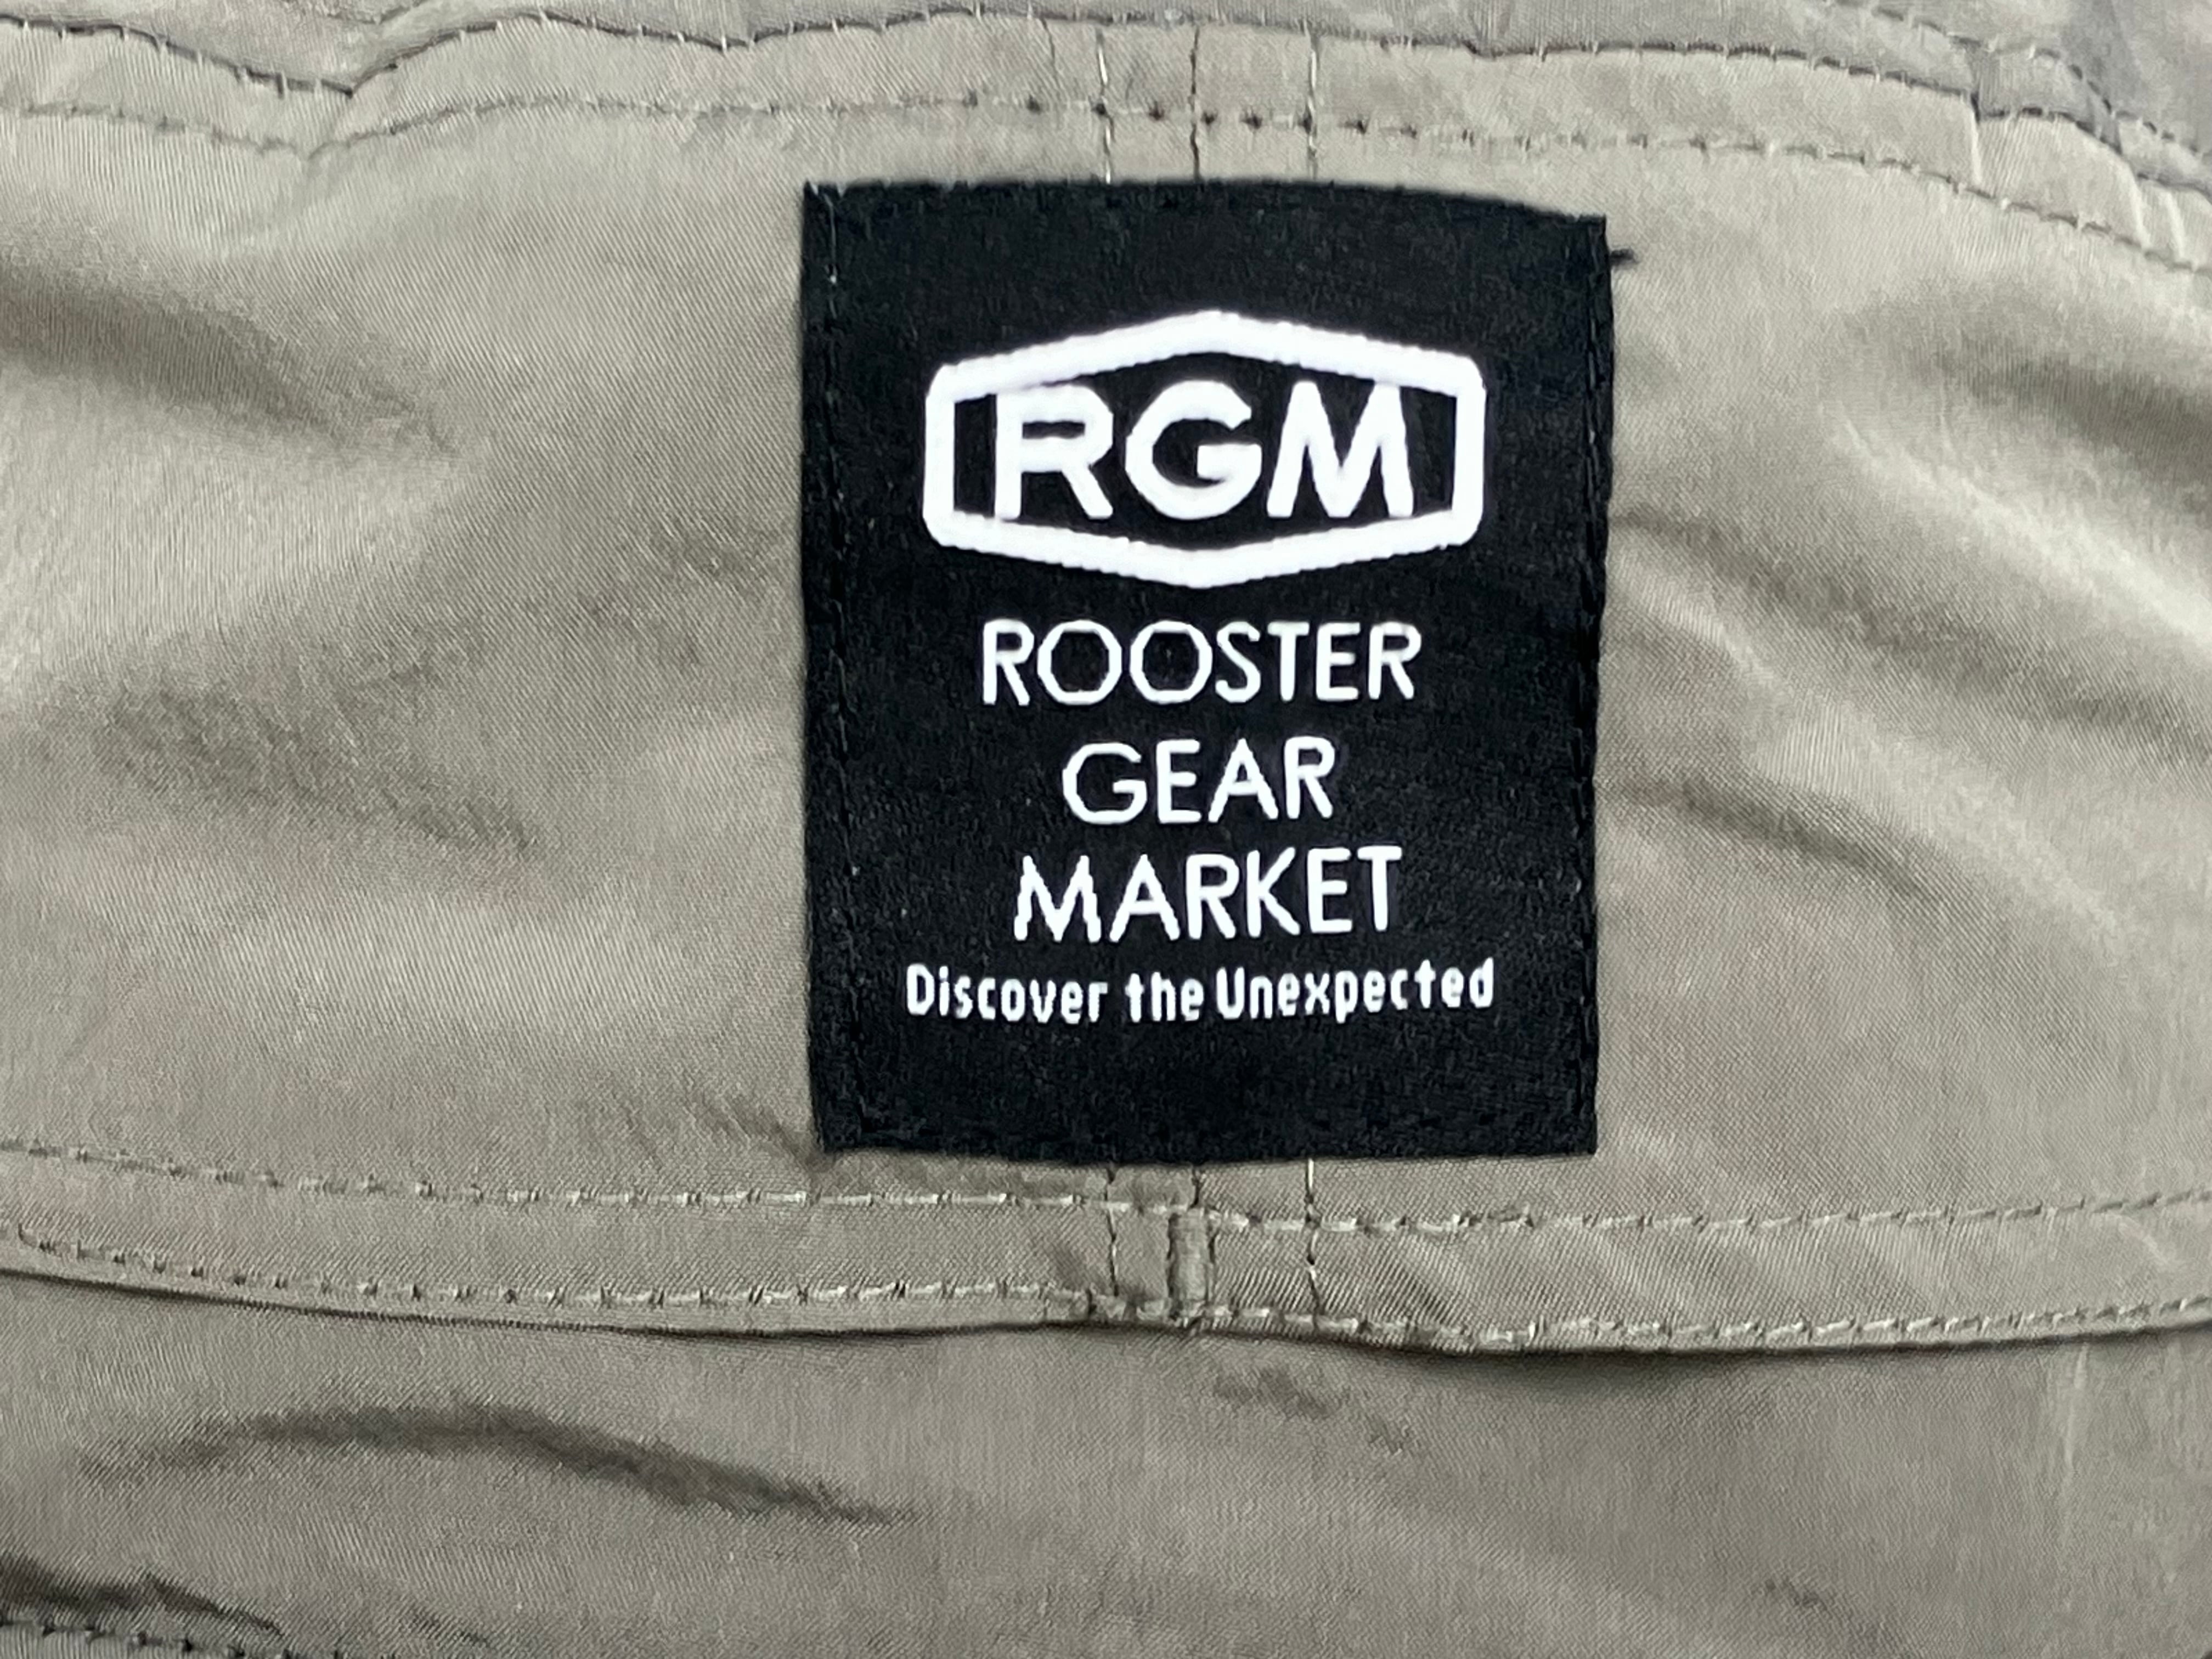 RGM
ROOSTER
GEAR
MARKET
Discover the Unexpected